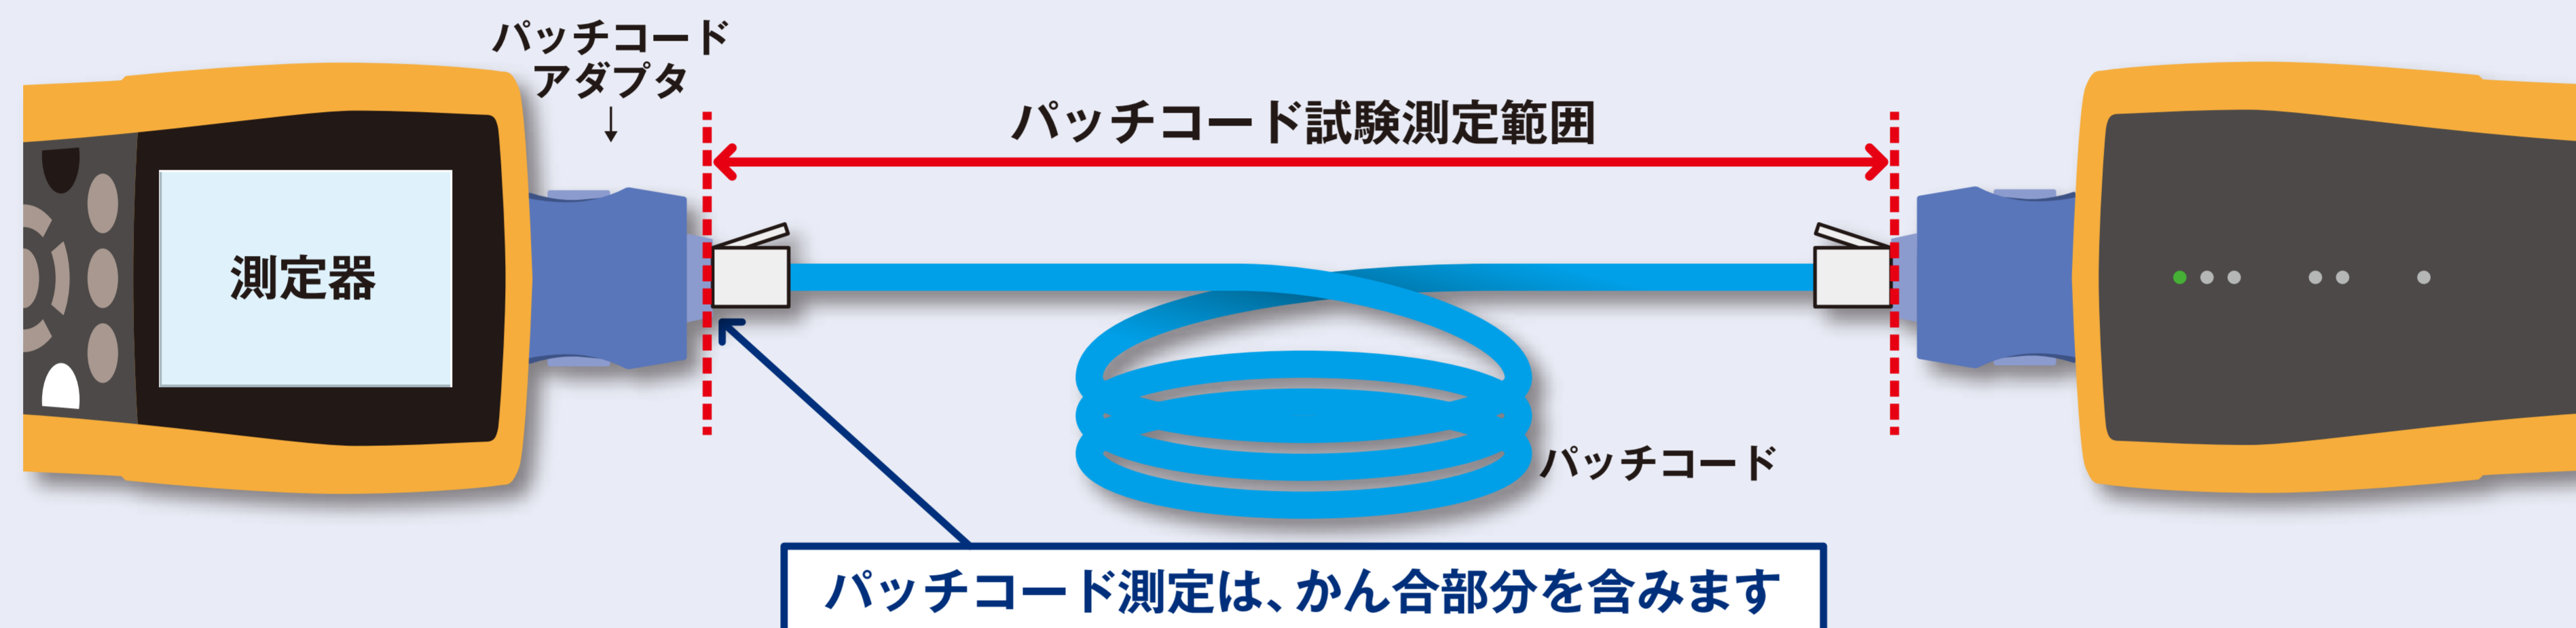 パッチコード
アダプタ
パッチコード試験測定範囲
測定器
パッチコード
パッチコード測定は、かん合部分を含みます